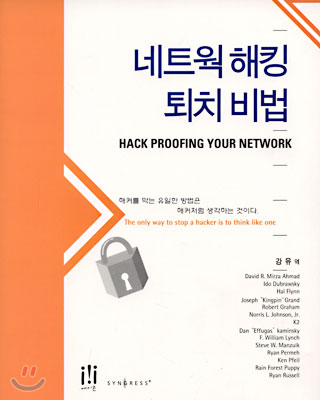 네트웍 해킹
퇴치 비법
HACK PROOFING YOUR NETWORK
해커를 막는 유일한 방법은
해커처럼 생각하는 것이다.
The only way to stop a hacker is to think like one
강 유 역
David R. Mirza Ahmad
Ido Dubrawsky
Hal Flynn
Joseph "Kingpin" Grand
Robert Graham
Norris L. Johnson, Jr.
K2
Dan "Effugas" kaminsky
F. William Lynch
Steve W. Manzuik
Ryan Permeh
Ken Pfeil
Rain Forest Puppy
Ryan Russell
SYNGRESS